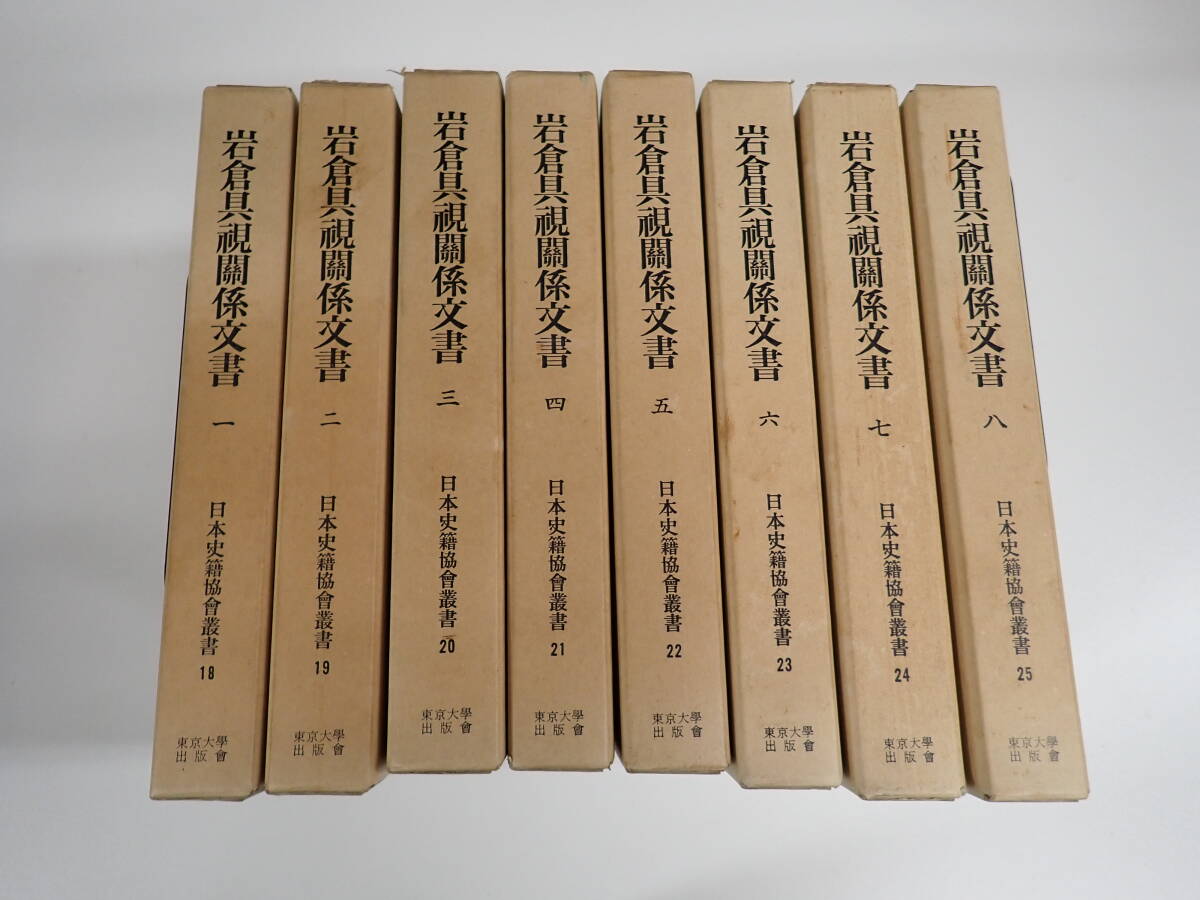 岩倉具視關係文書 一
日本史籍協會叢書 18
東京大學
出版會
岩倉具視關係文書 二
日本史籍協會叢書 19
東京大學
出版會
岩倉具視關係文書 三
日本史籍協會叢書 20
東京大學
出版會
岩倉具視關係文書 四
日本史籍協會叢書 21
東京大學
出版會
岩倉具視關係文書 五
日本史籍協會叢書 22
東京大學
出版會
岩倉具視關係文書 六
日本史籍協會叢書 23
東京大學
出版會
岩倉具視關係文書 七
日本史籍協會叢書 24
東京大學
出版會
岩倉具視關係文書 八
日本史籍協會叢書 25
東京大學
出版會